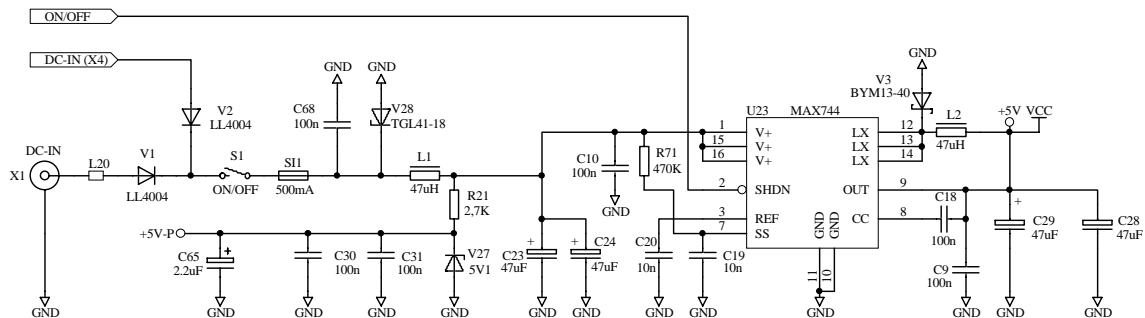 ON/OFF
DC-IN (X4)
GND
GND
GND
V3
BYM13-40
+5V
VCC
V2
LL4004
C68
100n
V28
TGL41-18
U23
MAX744
L2
47uH
1
15
16
V+
V+
V+
LX
LX
LX
12
13
14
DC-IN
X1
L20
V1
LL4004
S1
ON/OFF
SI1
500mA
L1
47uH
C10
100n
GND
R71
470K
2
SHDN
OUT
9
R21
2,7K
3
REF
7
SS
GND
GND
CC
8
C18
100n
+5V-P
C65
+
2.2uF
C30
100n
C31
100n
V27
5V1
+
C23
47uF
+
C24
47uF
C20
10n
C19
10n
11
10
C9
100n
+
C29
47uF
C28
47uF
GND
GND
GND
GND
GND
GND
GND
GND
GND
GND
GND
GND
GND